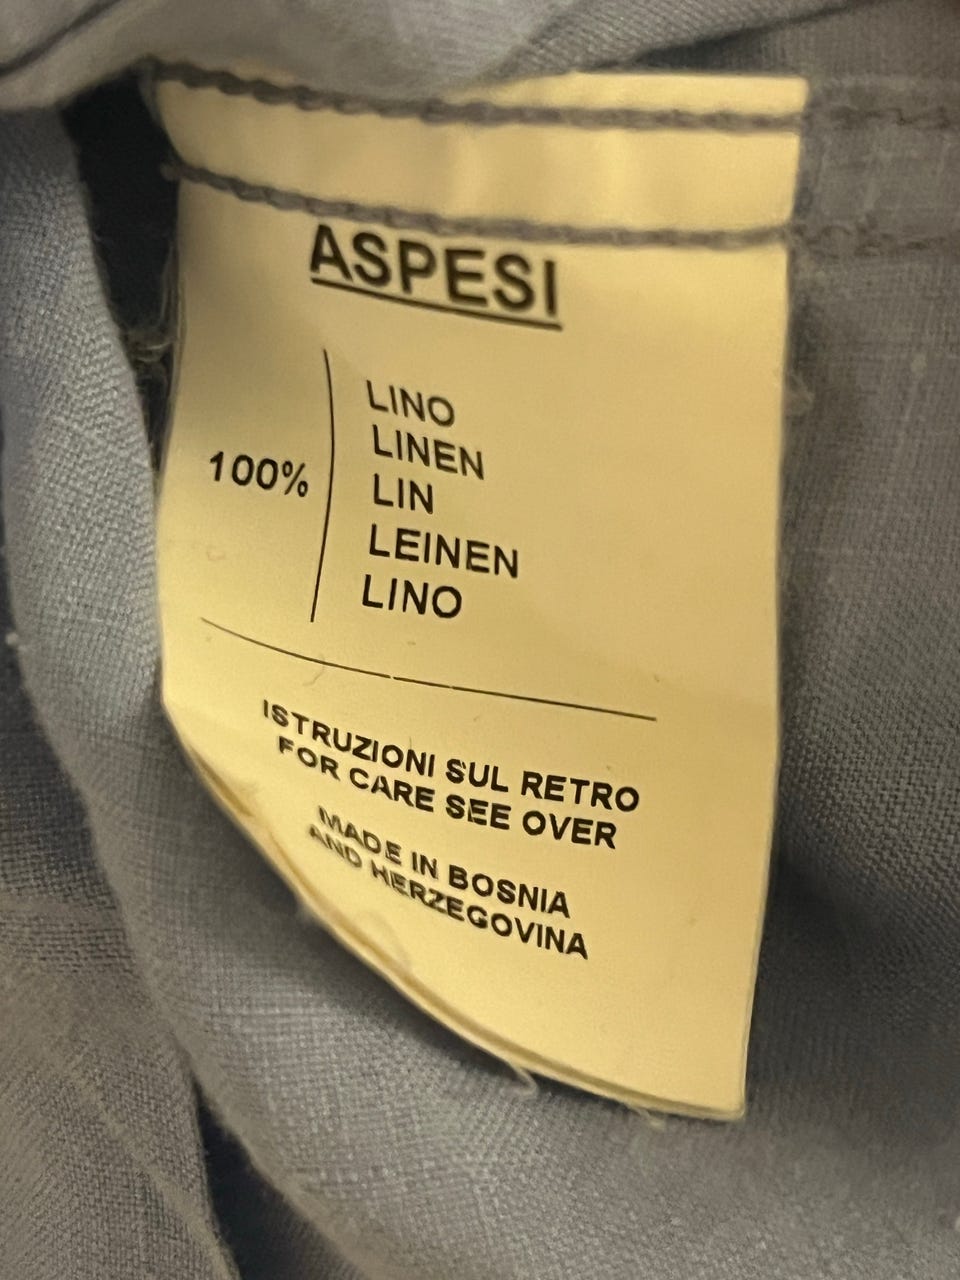 ASPESI
100%
LINO
LINEN
LIN
LEINEN
LINO
ISTRUZIONI SUL RETRO
FOR CARE SEE OVER
MADE IN BOSNIA
AND HERZEGOVINA